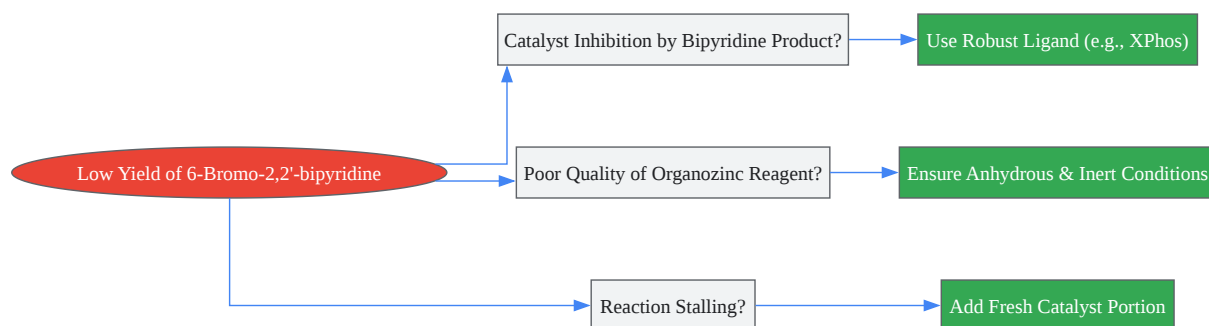 Catalyst Inhibition by Bipyridine Product?
Use Robust Ligand (e.g., XPhos)
Low Yield of 6-Bromo-2,2'-bipyridine
Poor Quality of Organozinc Reagent?
Ensure Anhydrous & Inert Conditions
Reaction Stalling?
Add Fresh Catalyst Portion